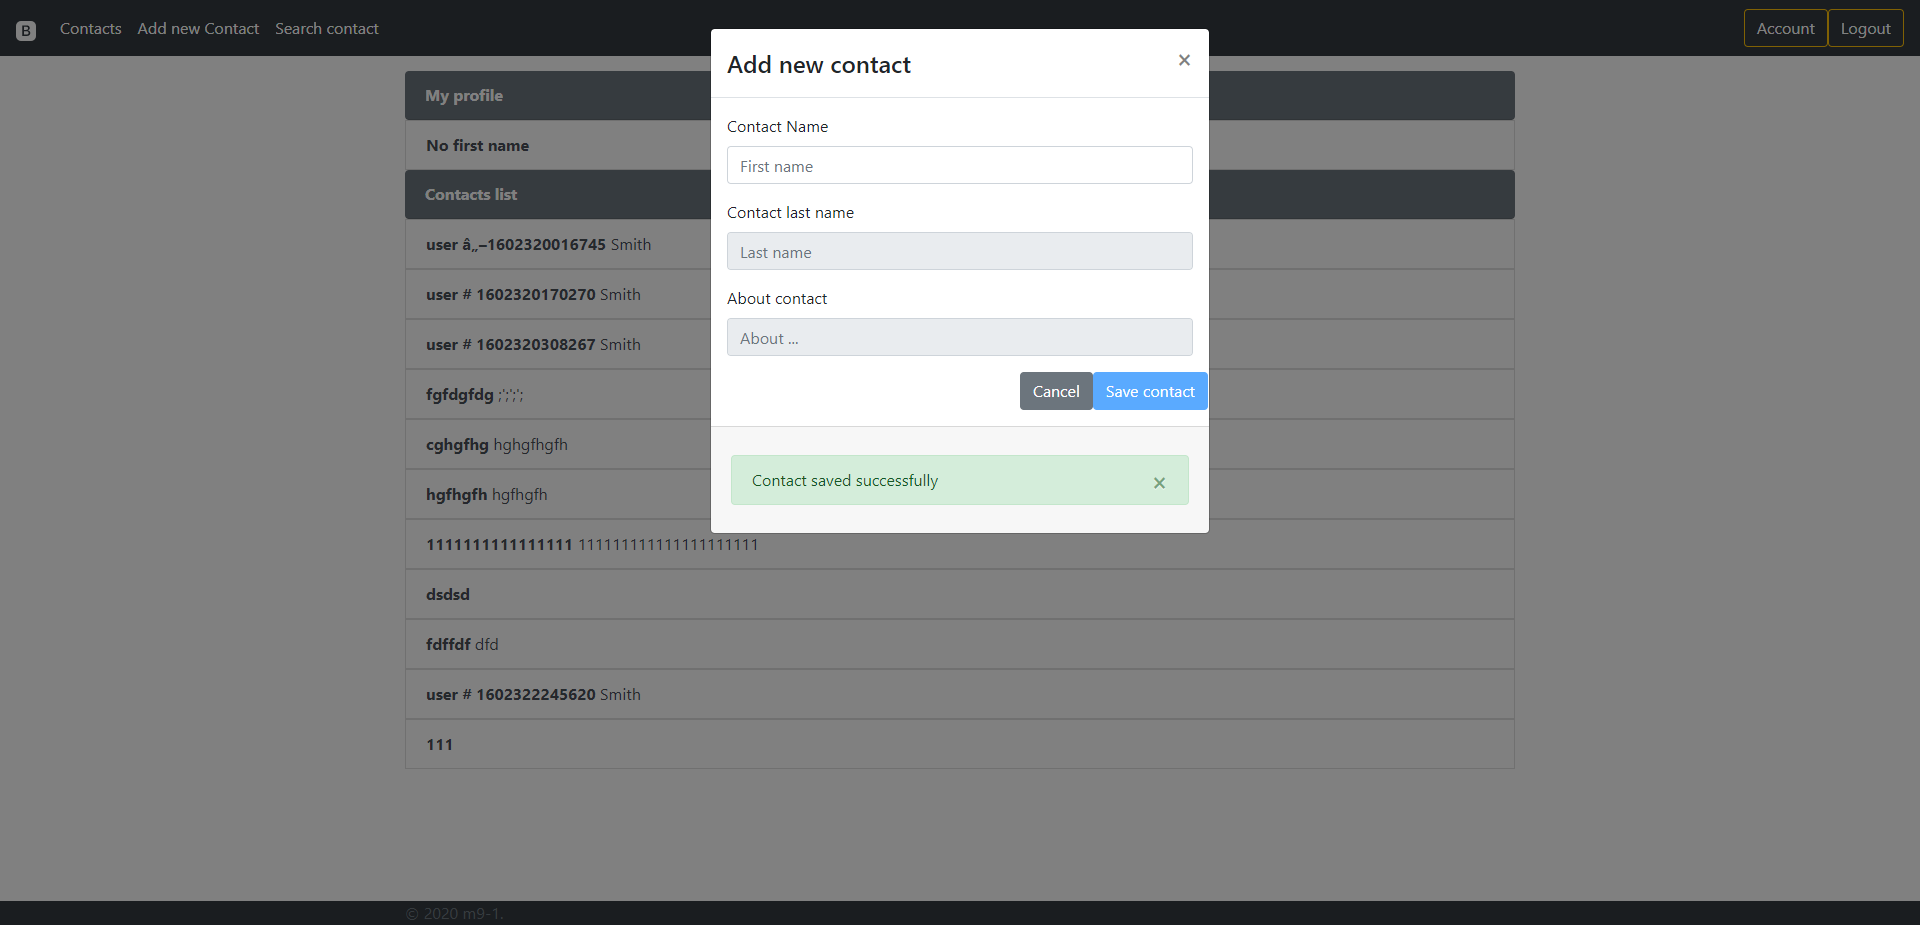 B Contacts Add new Contact Search contact Account Logout
Add new contact ×
Contact Name
First name
Contact last name
Last name
About contact
About ...
Cancel Save contact
Contact saved successfully ×
My profile
No first name
Contacts list
user â„–1602320016745 Smith
user # 1602320170270 Smith
user # 1602320308267 Smith
fgfdgfdg ;';';';
cghgfhg hghgfhgfh
hgfhgfh hgfhgfh
dsdsd
fdffdf dfd
user # 1602322245620 Smith
111
© 2020 m9-1.